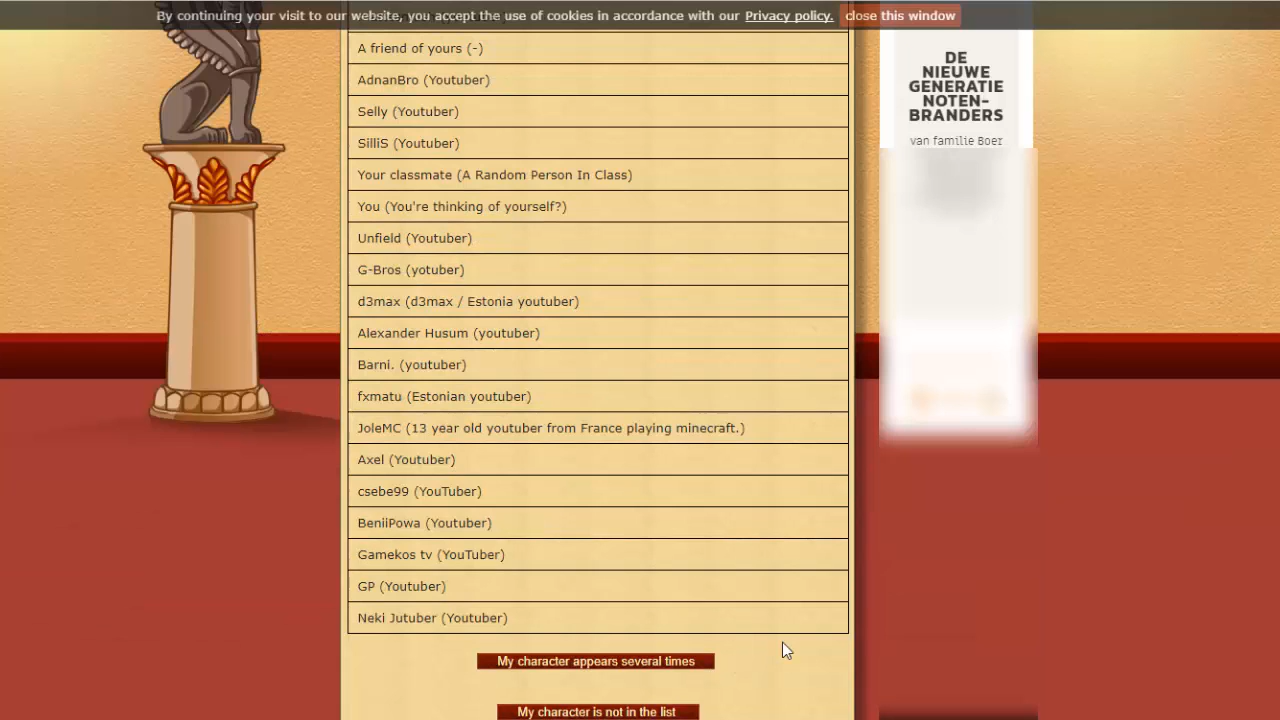 By continuing your visit to our website, you accept the use of cookies in accordance with our Privacy policy. close this window
A friend of yours (-)
AdnanBro (Youtuber)
Selly (Youtuber)
SilliS (Youtuber)
Your classmate (A Random Person In Class)
You (You're thinking of yourself?)
Unfield (Youtuber)
G-Bros (yotuber)
d3max (d3max / Estonia youtuber)
Alexander Husum (youtuber)
Barni. (youtuber)
fxmatu (Estonian youtuber)
JoleMC (13 year old youtuber from France playing minecraft.)
Axel (Youtuber)
csebe99 (YouTuber)
BeniiPowa (Youtuber)
Gamekos tv (YouTuber)
GP (Youtuber)
Neki Jutuber (Youtuber)
My character appears several times
My character is not in the list
DE
NIEUWE
GENERATIE
NOTEN-
BRANDERS
van familie Boer